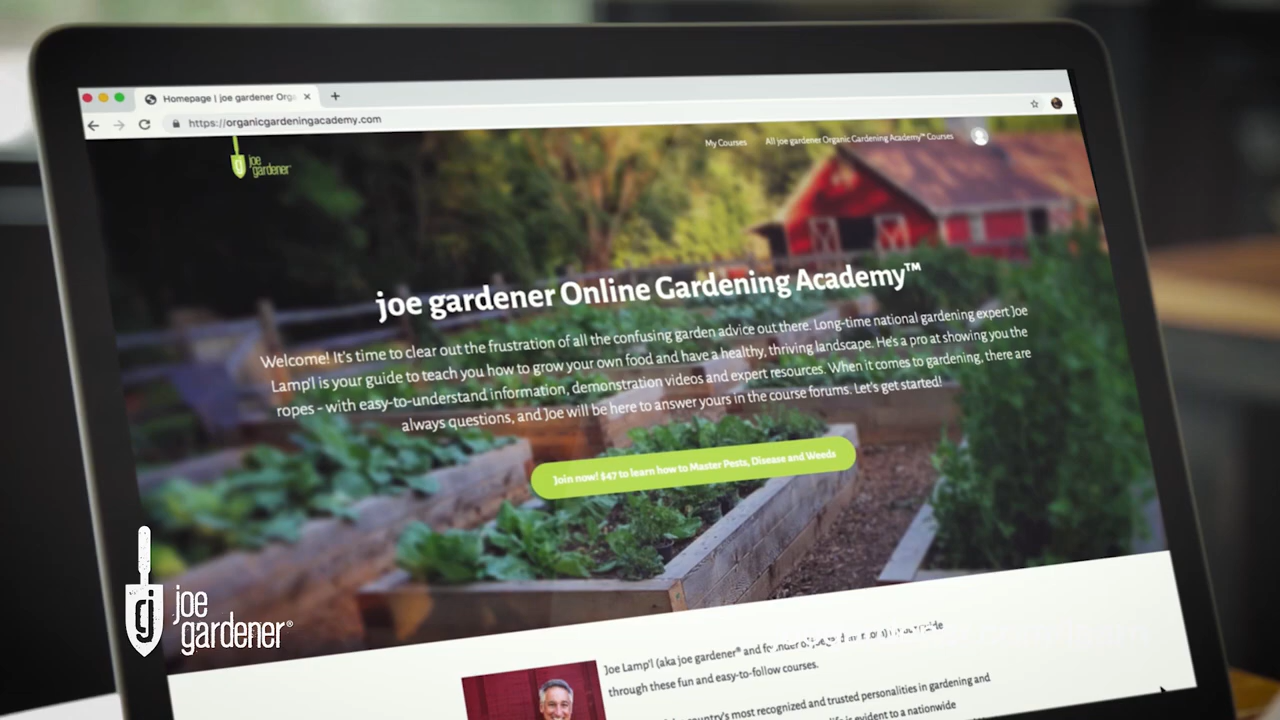 Homepage | joe gardener Orga
https://organicgardeningacademy.com
joe
gardener
My Courses
All joe gardener Organic Gardening Academy™ Courses
joe gardener Online Gardening Academy™
Welcome! It's time to clear out the frustration of all the confusing garden advice out there. Long-time national gardening expert Joe
Lamp'l is your guide to teach you how to grow your own food and have a healthy, thriving landscape. He's a pro at showing you the
ropes - with easy-to-understand information, demonstration videos and expert resources. When it comes to gardening, there are
always questions, and Joe will be here to answer yours in the course forums. Let's get started!
Join now! $47 to learn how to Master Pests, Disease and Weeds
gj
joe
gardener®
Joe Lamp'l (aka joe gardener® and founder of
through these fun and easy-to-follow courses.
country's most recognized and trusted personalities in gardening and
life is evident to a nationwide